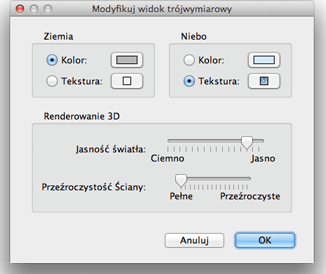 Modyfikuj widok trójwymiarowy
Ziemia
Niebo
Kolor:
Kolor:
Tekstura:
Tekstura:
Renderowanie 3D
Jasność światła:
Ciemno Jasno
Przeźroczystość Ściany:
Pełne Przeźroczyste
Anuluj OK